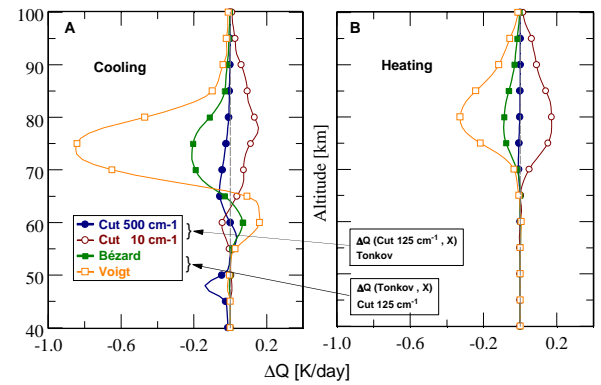 A
B
Cooling
Heating
100
90
80
70
60
50
40
Altitude [km]
Cut 500 cm-1
Cut 10 cm-1
Bézard
Voigt
ΔQ (Cut 125 cm-1 , X)
Tonkov
ΔQ (Tonkov , X)
Cut 125 cm-1
-1.0 -0.6 -0.2 0.2
-1.0 -0.6 -0.2 0.2
ΔQ [K/day]